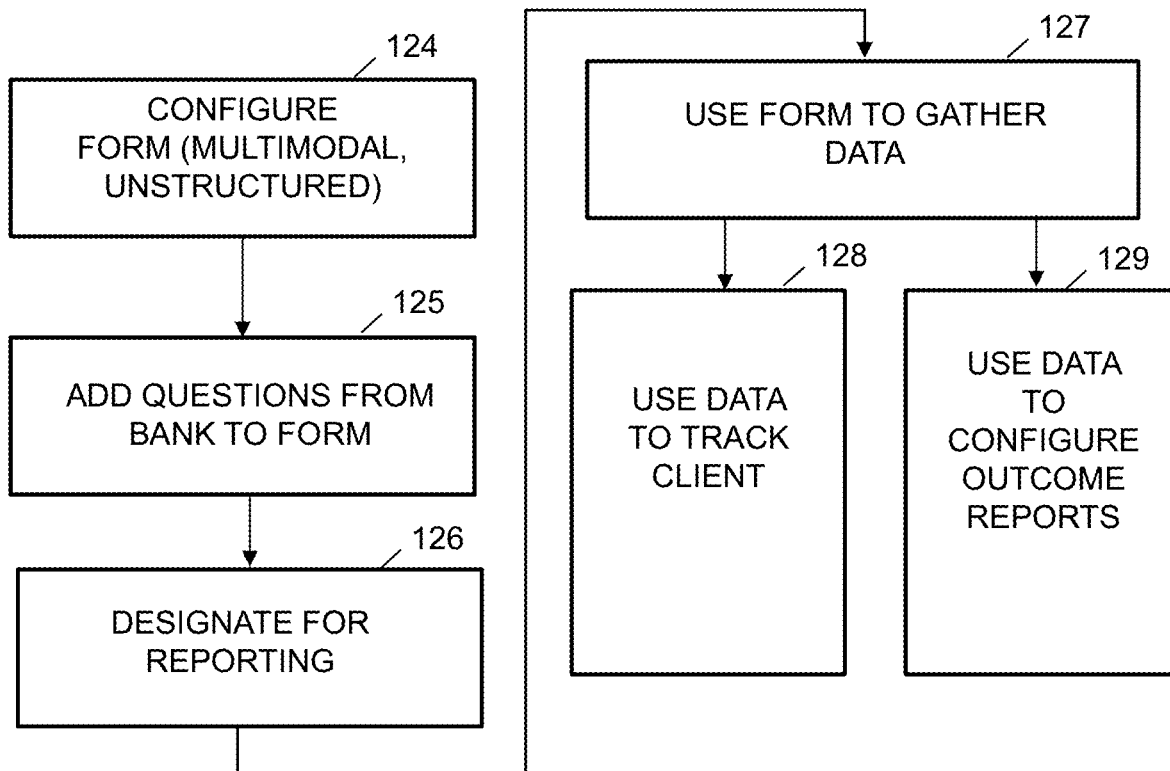 124
CONFIGURE
FORM (MULTIMODAL,
UNSTRUCTURED)
125
ADD QUESTIONS FROM
BANK TO FORM
126
DESIGNATE FOR
REPORTING
127
USE FORM TO GATHER
DATA
128
USE DATA
TO TRACK
CLIENT
129
USE DATA
TO
CONFIGURE
OUTCOME
REPORTS